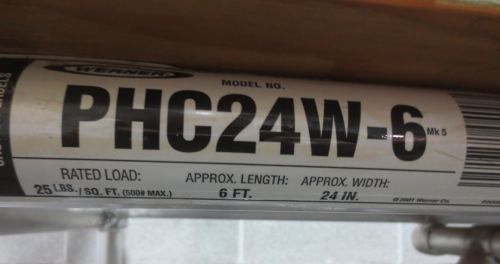 WERNER
MODEL NO.
PHC24W-6 Mk 5
RATED LOAD: APPROX. LENGTH: APPROX. WIDTH:
25 LBS./SQ. FT. (500# MAX.) 6 FT. 24 IN.
© 2001 Werner Co.